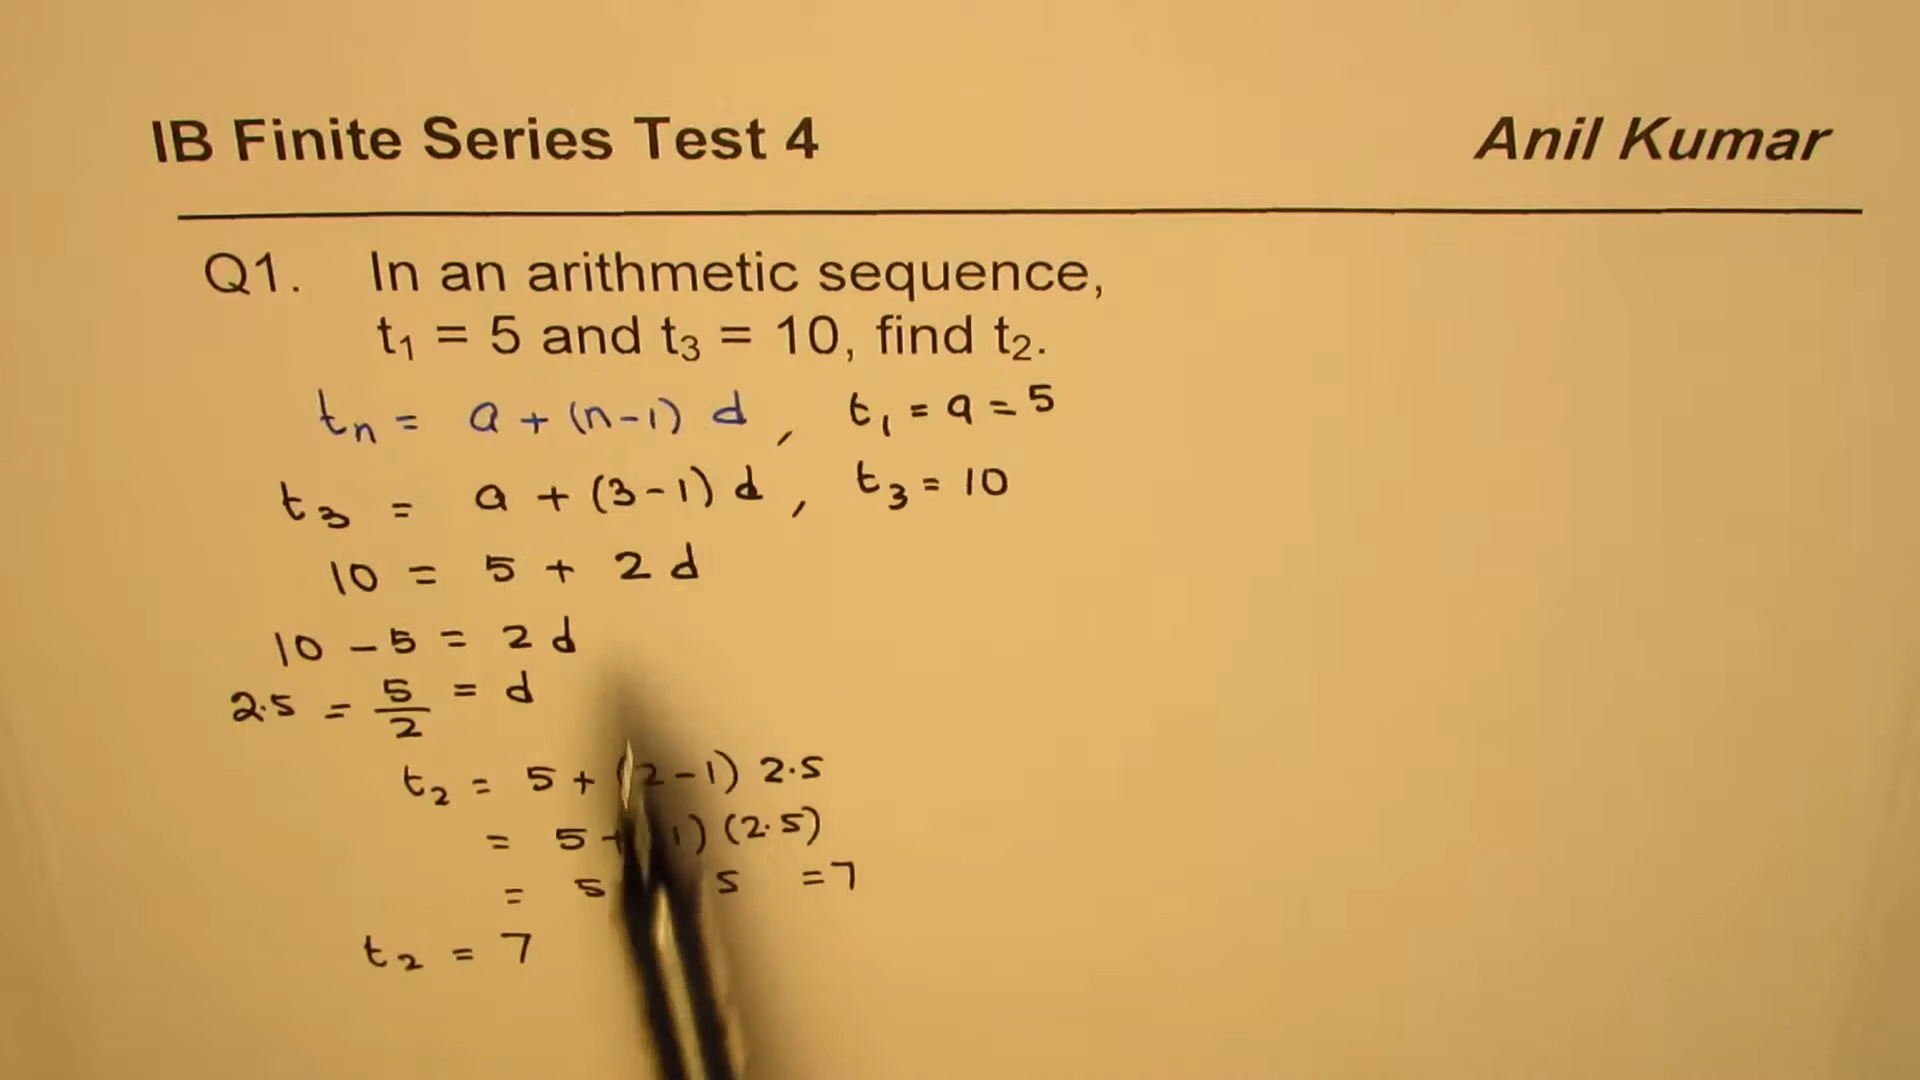 IB Finite Series Test 4 Anil Kumar
Q1. In an arithmetic sequence,
t₁ = 5 and t₃ = 10, find t₂.
tₙ = a + (n-1) d , t₁ = a = 5
t₃ = a + (3-1) d , t₃ = 10
10 = 5 + 2 d
10 - 5 = 2 d
2.5 = 5/2 = d
t₂ = 5 + (2-1) 2.5
= 5 + 1) (2.5)
= 5 5 = 7
t₂ = 7